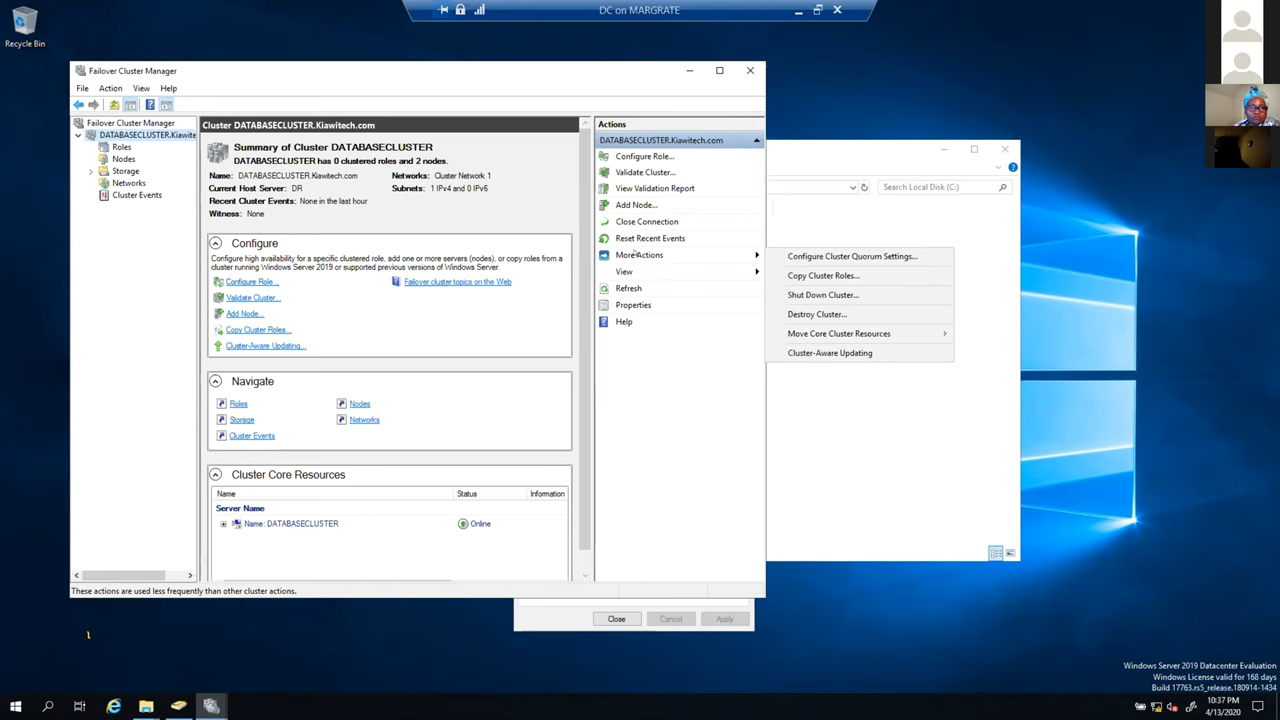 DC on MARGRATE
Recycle Bin
Failover Cluster Manager
File Action View Help
Failover Cluster Manager
DATABASECLUSTER.Kiawite
Roles
Nodes
Storage
Networks
Cluster Events
Cluster DATABASECLUSTER.Kiawitech.com
Summary of Cluster DATABASECLUSTER
DATABASECLUSTER has 0 clustered roles and 2 nodes.
Name: DATABASECLUSTER.Kiawitech.com
Networks: Cluster Network 1
Current Host Server: DR
Subnets: 1 IPv4 and 0 IPv6
Recent Cluster Events: None in the last hour
Witness: None
Configure
Configure high availability for a specific clustered role, add one or more servers (nodes), or copy roles from a
cluster running Windows Server 2019 or supported previous versions of Windows Server.
Configure Role...
Failover cluster topics on the Web
Validate Cluster...
Add Node...
Copy Cluster Roles...
Cluster-Aware Updating...
Navigate
Roles
Nodes
Storage
Networks
Cluster Events
Cluster Core Resources
Name Status Information
Server Name
Name: DATABASECLUSTER Online
These actions are used less frequently than other cluster actions.
Actions
DATABASECLUSTER.Kiawitech.com
Configure Role...
Validate Cluster...
View Validation Report
Add Node...
Close Connection
Reset Recent Events
More Actions
View
Refresh
Properties
Help
Configure Cluster Quorum Settings...
Copy Cluster Roles...
Shut Down Cluster...
Destroy Cluster...
Move Core Cluster Resources
Cluster-Aware Updating
Search Local Disk (C:)
Close Cancel Apply
Windows Server 2019 Datacenter Evaluation
Windows License valid for 168 days
Build 17763.rs5_release.180914-1434
10:37 PM
4/13/2020